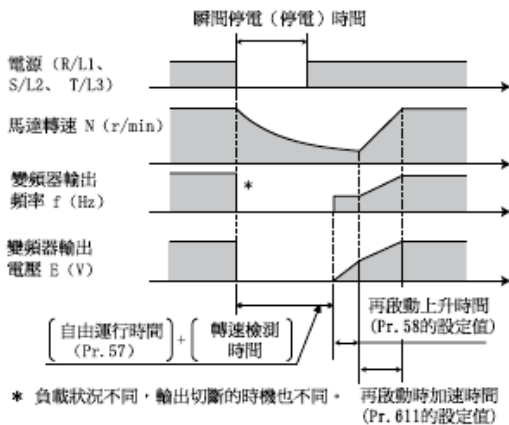 瞬間停電（停電）時間
電源（R/L1、
S/L2、 T/L3）
馬達轉速 N（r/min）
變頻器輸出
頻率 f（Hz）
*
變頻器輸出
電壓 E（V）
自由運行時間
（Pr.57）
+
轉速檢測
時間
再啟動上升時間
(Pr.58的設定值)
* 負載狀況不同，輸出切斷的時機也不同。
再啟動時加速時間
(Pr.611的設定值)